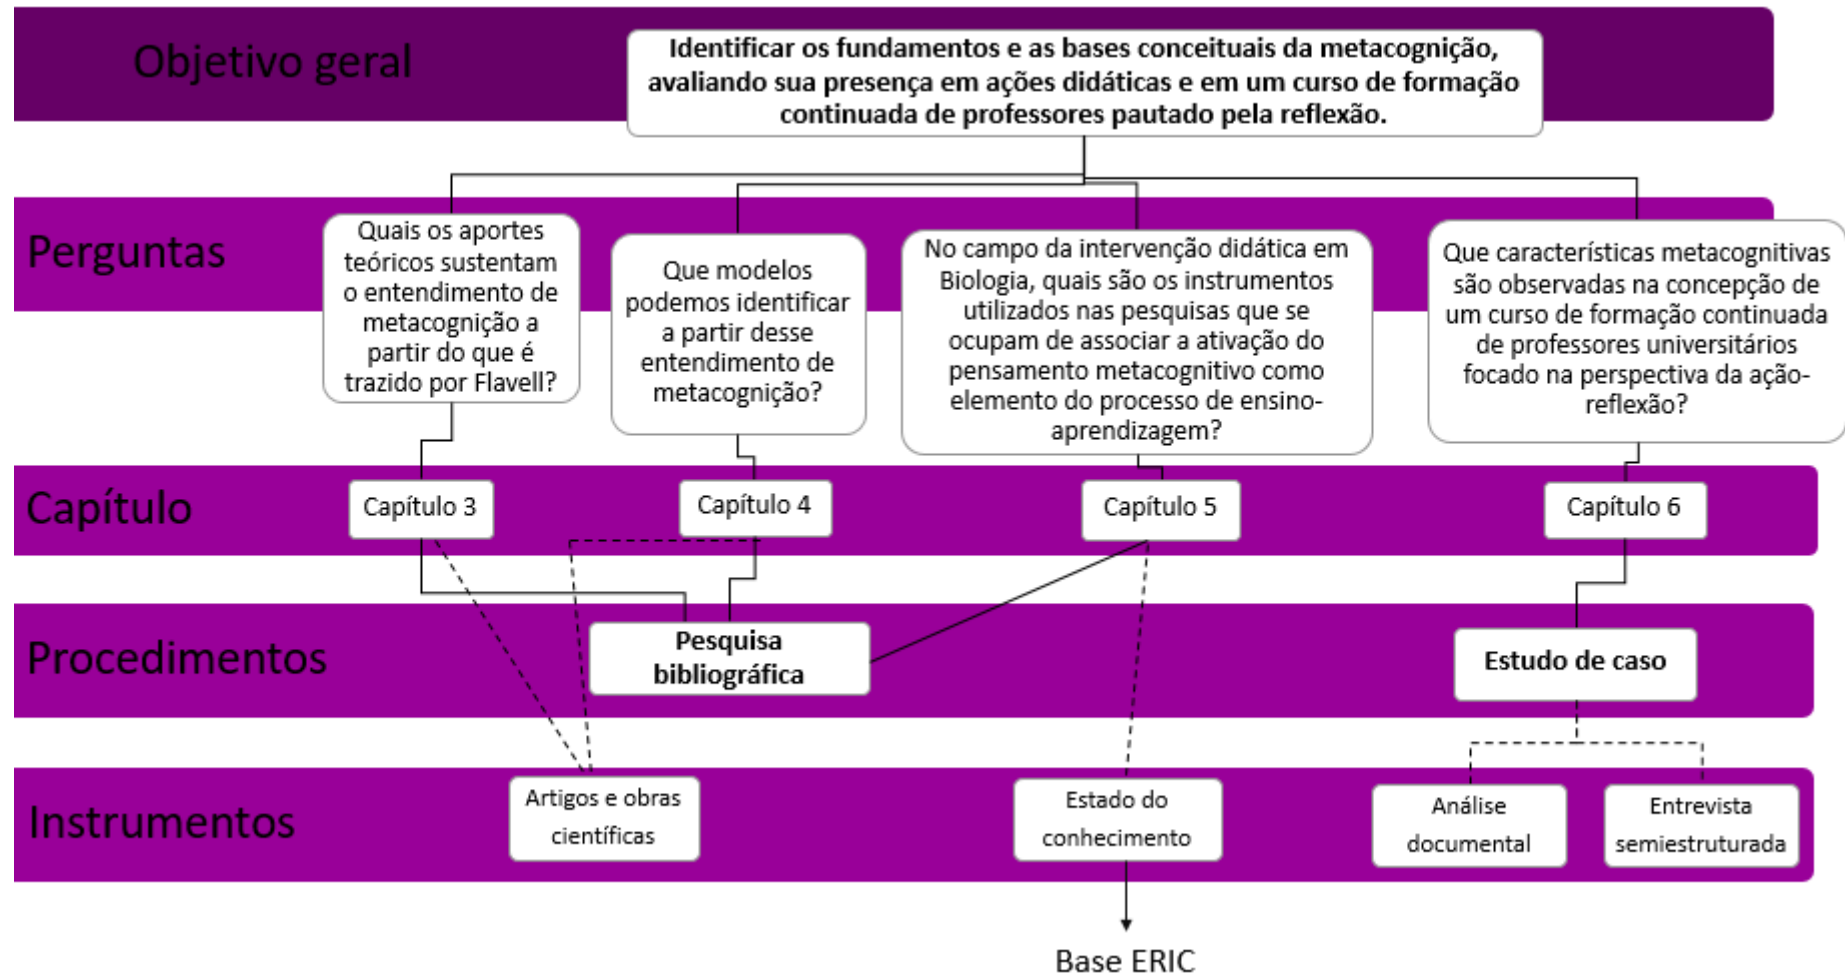 Objetivo geral
Identificar os fundamentos e as bases conceituais da metacognição,
avaliando sua presença em ações didáticas e em um curso de formação
continuada de professores pautado pela reflexão.
Perguntas
Quais os aportes
teóricos sustentam
o entendimento de
metacognição a
partir do que é
trazido por Flavell?
Que modelos
podemos identificar
a partir desse
entendimento de
metacognição?
No campo da intervenção didática em
Biologia, quais são os instrumentos
utilizados nas pesquisas que se
ocupam de associar a ativação do
pensamento metacognitivo como
elemento do processo de ensino-
aprendizagem?
Que características metacognitivas
são observadas na concepção de
um curso de formação continuada
de professores universitários
focado na perspectiva da ação-
reflexão?
Capítulo
Capítulo 3
Capítulo 4
Capítulo 5
Capítulo 6
Procedimentos
Pesquisa
bibliográfica
Estudo de caso
Instrumentos
Artigos e obras
científicas
Estado do
conhecimento
Análise
documental
Entrevista
semiestruturada
Base ERIC